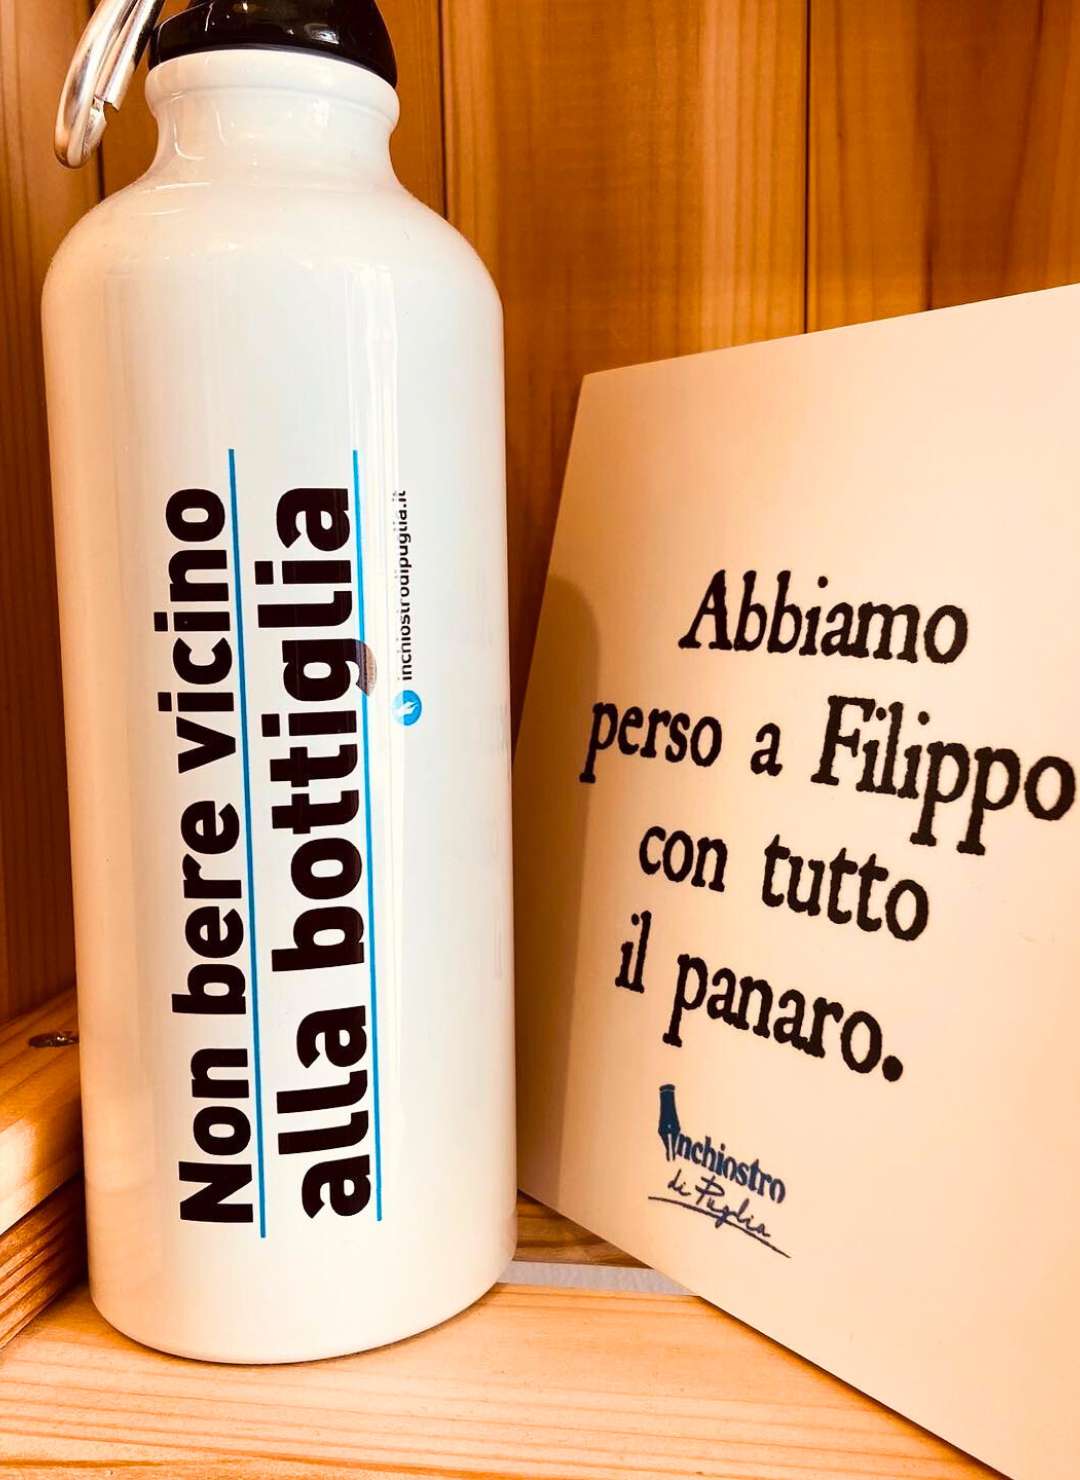 Non bere vicino
alla bottiglia
inchiostrodipuglia.it
Abbiamo
perso a Filippo
con tutto
il panaro.
Inchiostro
di Puglia